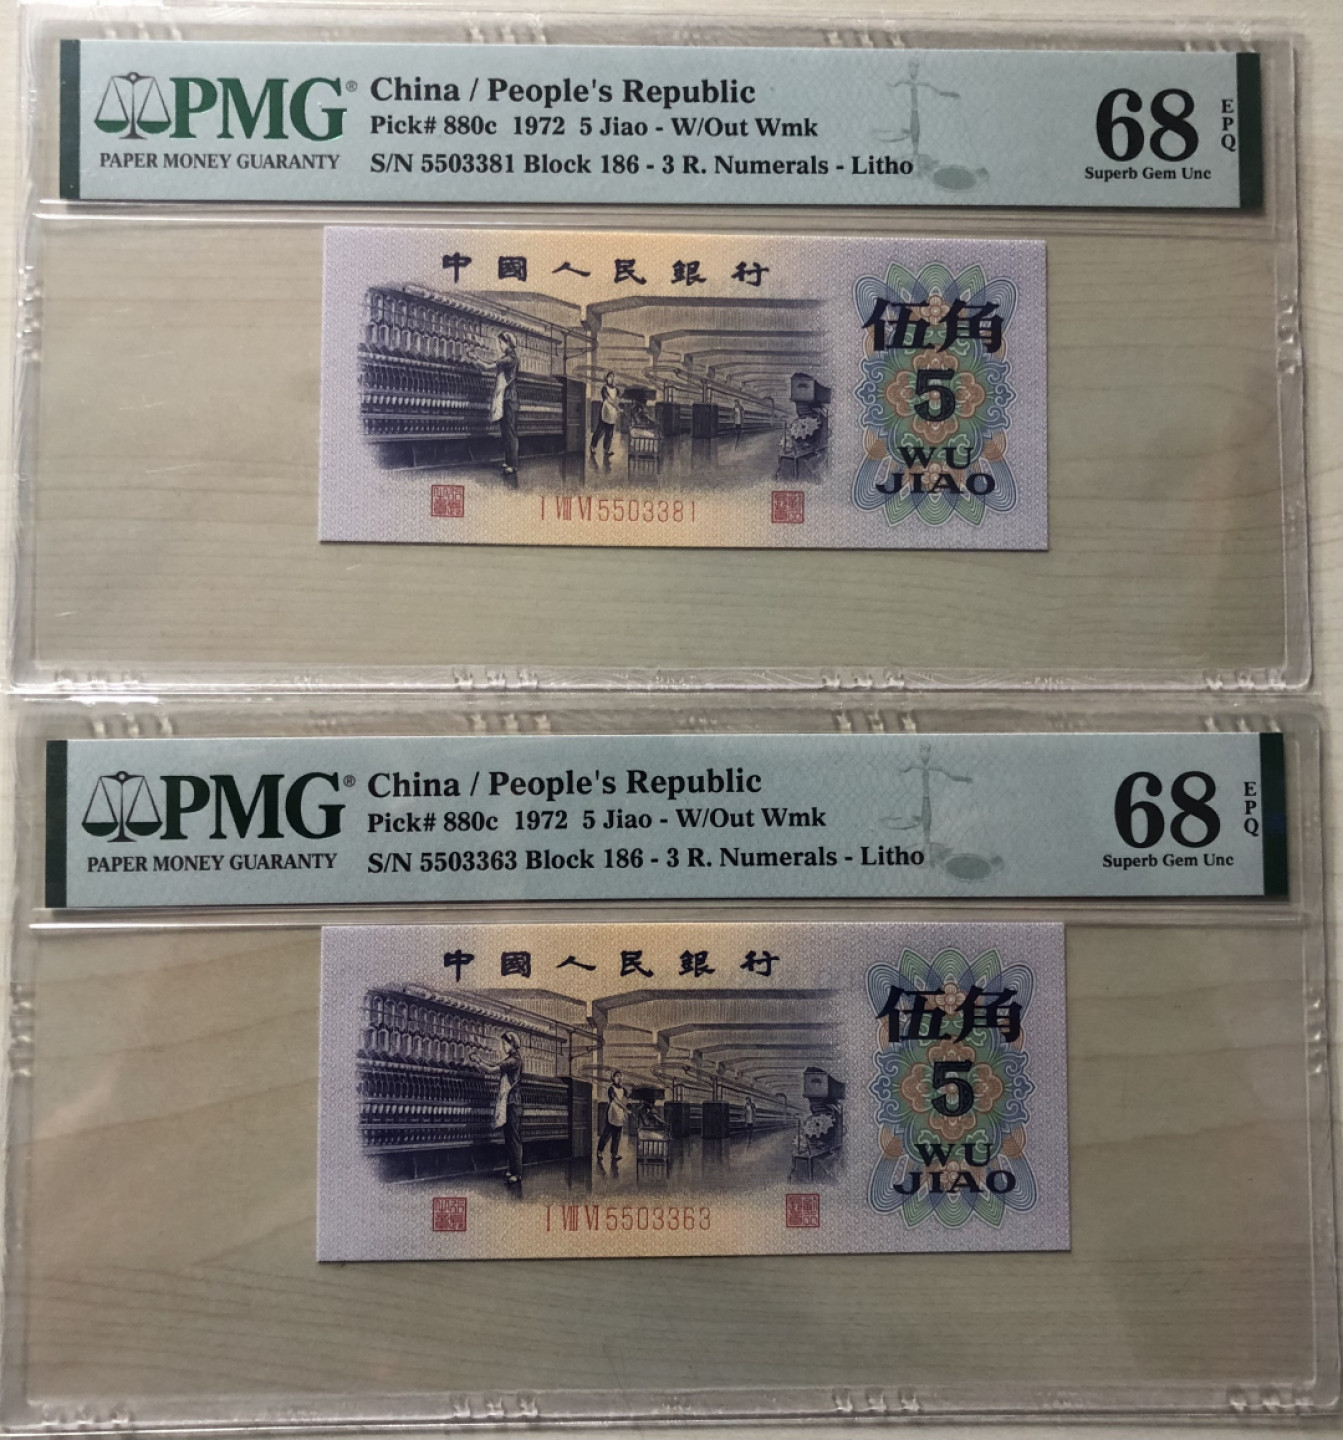 PMG®
PAPER MONEY GUARANTY
China / People's Republic
Pick# 880c 1972 5 Jiao - W/Out Wmk
S/N 5503381 Block 186 - 3 R. Numerals - Litho
68
EPQ
Superb Gem Unc
中國人民銀行
伍角
5
WU
JIAO
I VIII VI 5503381
PMG®
PAPER MONEY GUARANTY
China / People's Republic
Pick# 880c 1972 5 Jiao - W/Out Wmk
S/N 5503363 Block 186 - 3 R. Numerals - Litho
68
EPQ
Superb Gem Unc
中國人民銀行
伍角
5
WU
JIAO
I VIII VI 5503363